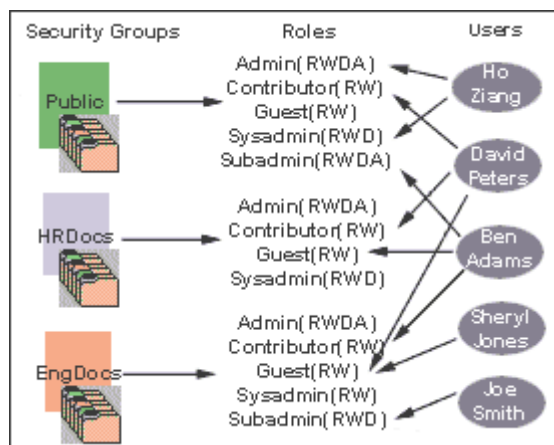 Security Groups Roles Users
Public
Admin(RWDA)
Contributor(RW)
Guest(RW)
Sysadmin(RWD)
Subadmin(RWDA)
HRDocs
Admin(RWDA)
Contributor(RW)
Guest(RW)
Sysadmin(RWD)
EngDocs
Admin(RWDA)
Contributor(RW)
Guest(RW)
Sysadmin(RW)
Subadmin(RWD)
Ho
Ziang
David
Peters
Ben
Adams
Sheryl
Jones
Joe
Smith